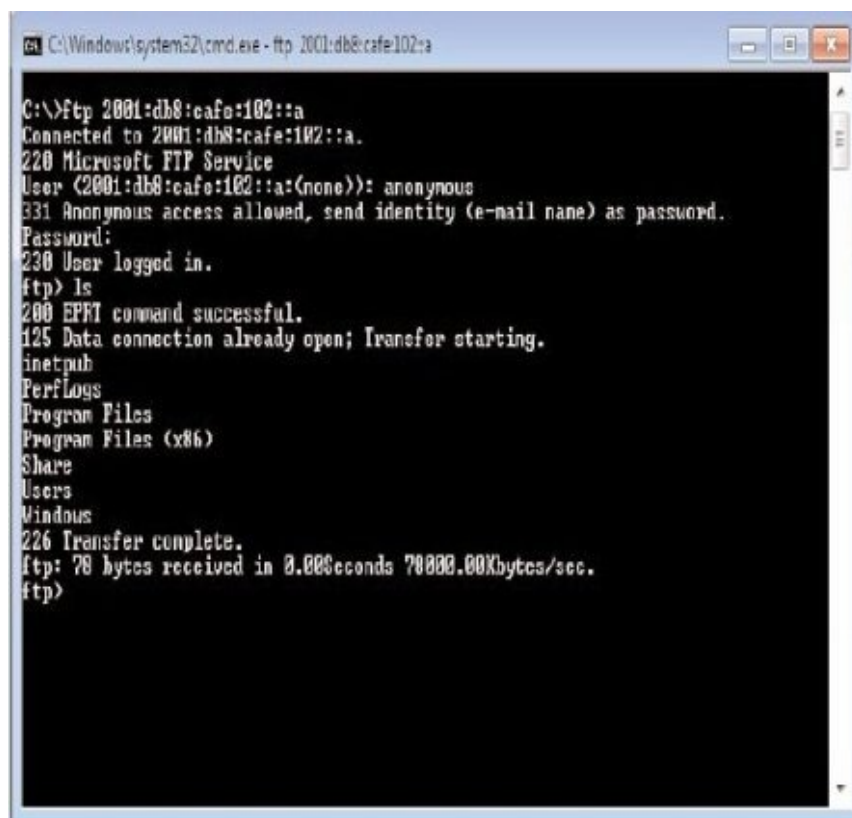 C:\Windows\system32\cmd.exe - ftp 2001:db8:cafe:102::a
C:\>ftp 2001:db8:cafe:102::a
Connected to 2001:db8:cafe:102::a.
220 Microsoft FTP Service
User (2001:db8:cafe:102::a:(none)): anonymous
331 Anonymous access allowed, send identity (e-mail name) as password.
Password:
230 User logged in.
ftp> ls
200 EPRT command successful.
125 Data connection already open; Transfer starting.
inetpub
PerfLogs
Program Files
Program Files (x86)
Share
Users
Windows
226 Transfer complete.
ftp: 78 bytes received in 0.00Seconds 78000.00Kbytes/sec.
ftp>